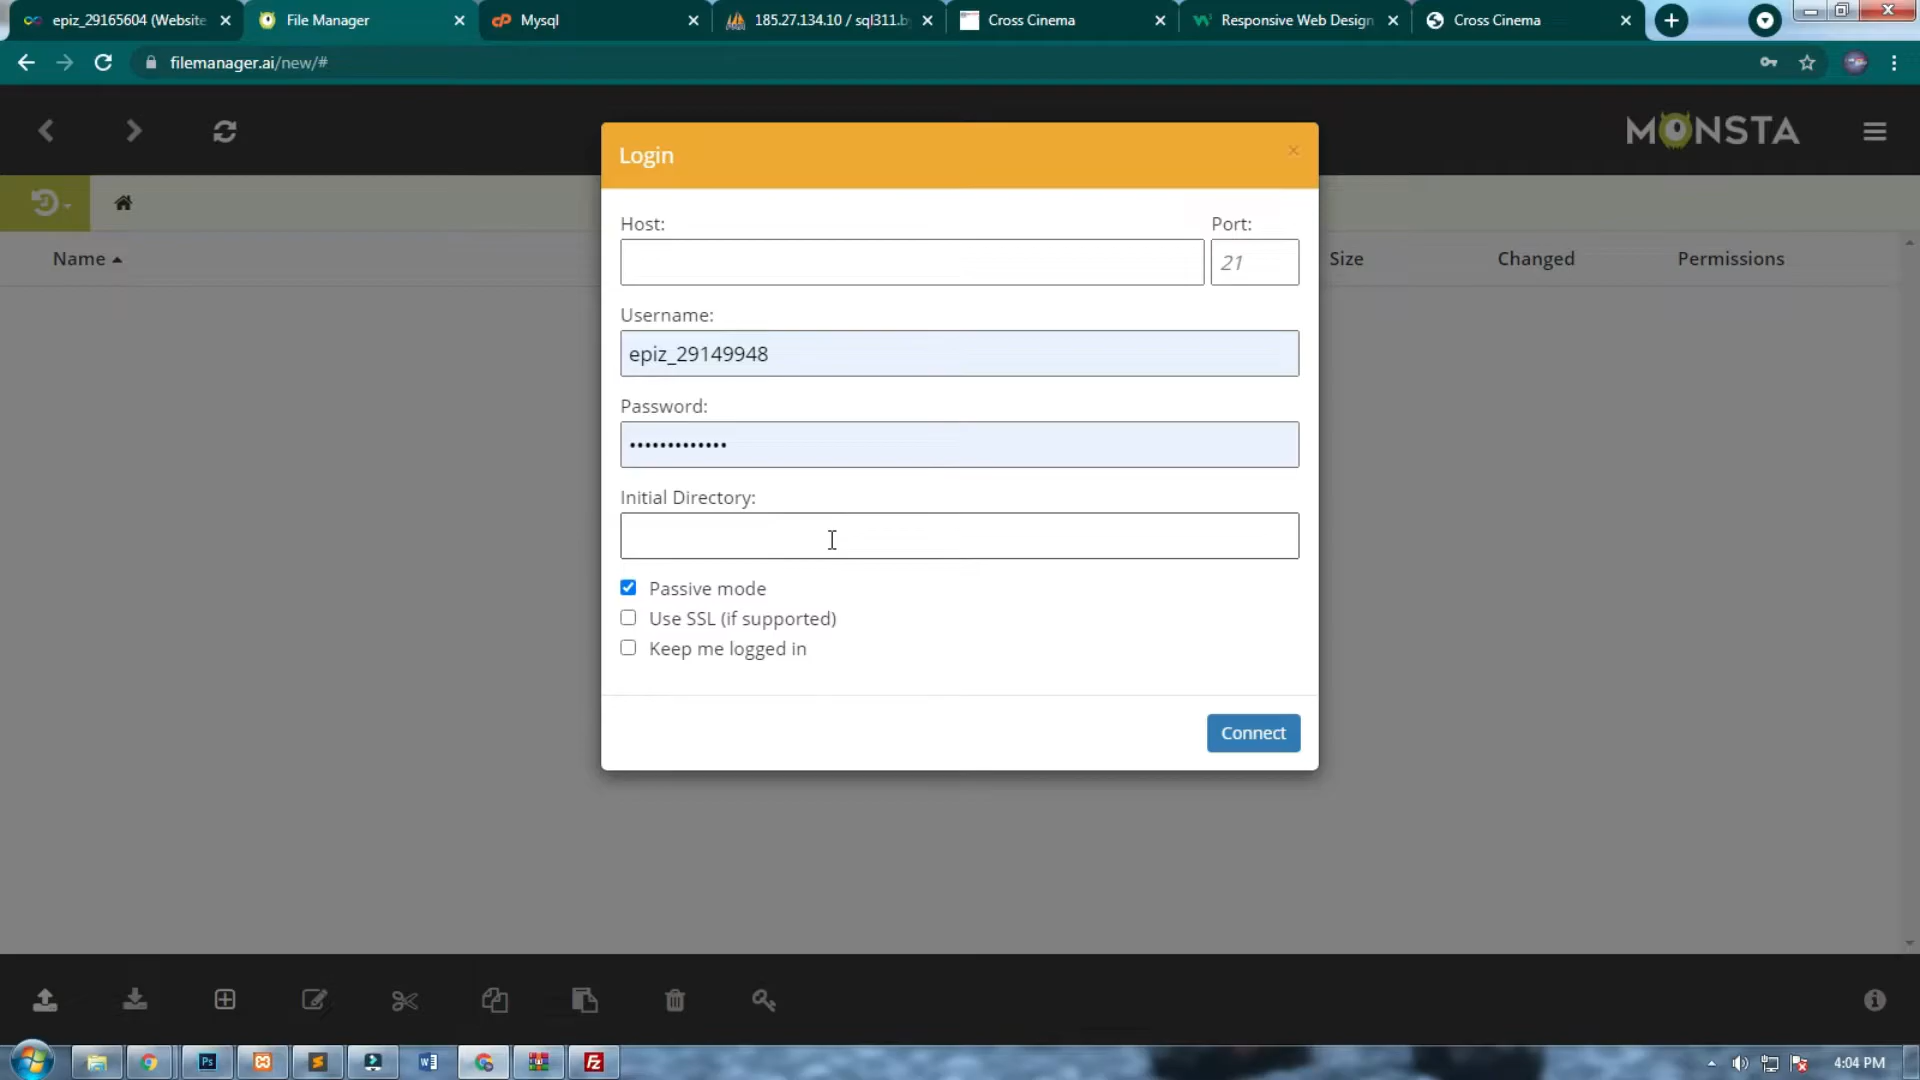 epiz_29165604 (Website
File Manager
Mysql
185.27.134.10 / sql311.b
Cross Cinema
Responsive Web Design
Cross Cinema
filemanager.ai/new/#
MONSTA
Login
×
Host:
Port:
21
Name
Size
Changed
Permissions
Username:
epiz_29149948
Password:
•••••••••••••
Initial Directory:
Passive mode
Use SSL (if supported)
Keep me logged in
Connect
4:04 PM